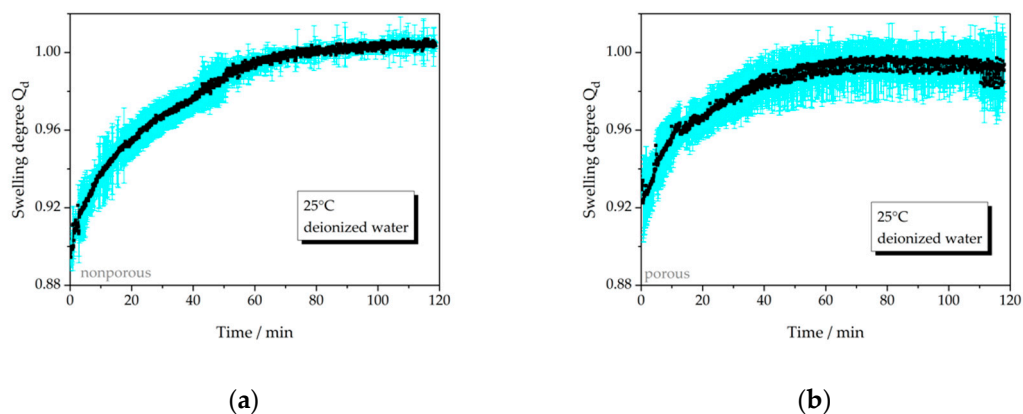 Swelling degree Q_d
1.00
0.96
0.92
0.88
25°C
deionized water
nonporous
0 20 40 60 80 100 120
Time / min
(a)
Swelling degree Q_d
1.00
0.96
0.92
0.88
25°C
deionized water
porous
0 20 40 60 80 100 120
Time / min
(b)